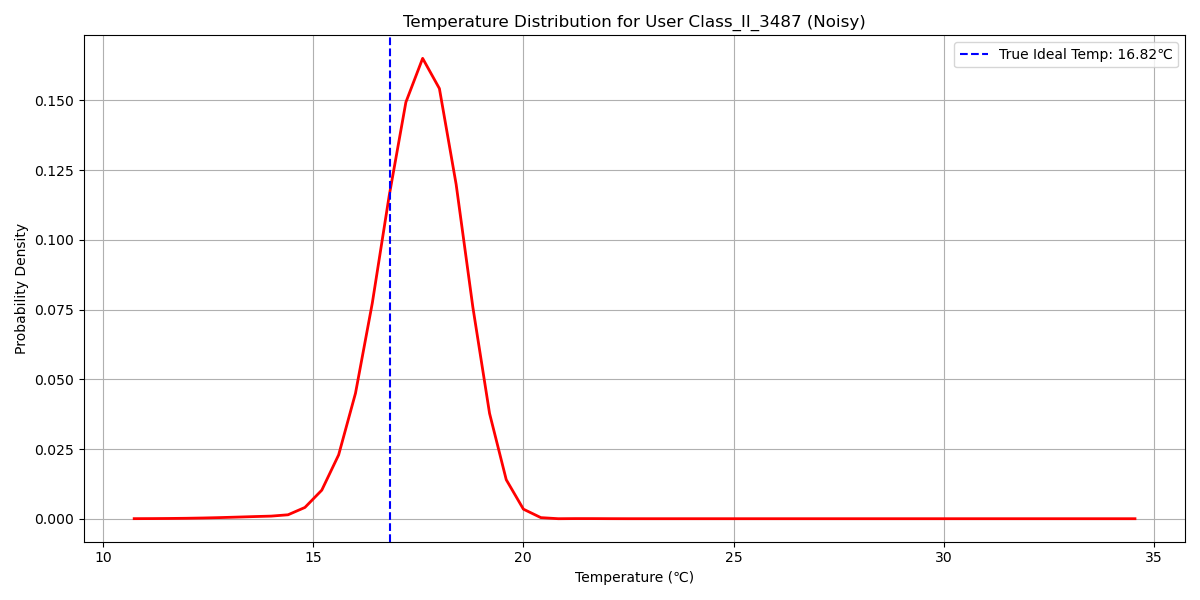 Temperature Distribution for User Class_II_3487 (Noisy)
True Ideal Temp: 16.82℃
Probability Density
0.150
0.125
0.100
0.075
0.050
0.025
0.000
10 15 20 25 30 35
Temperature (℃)